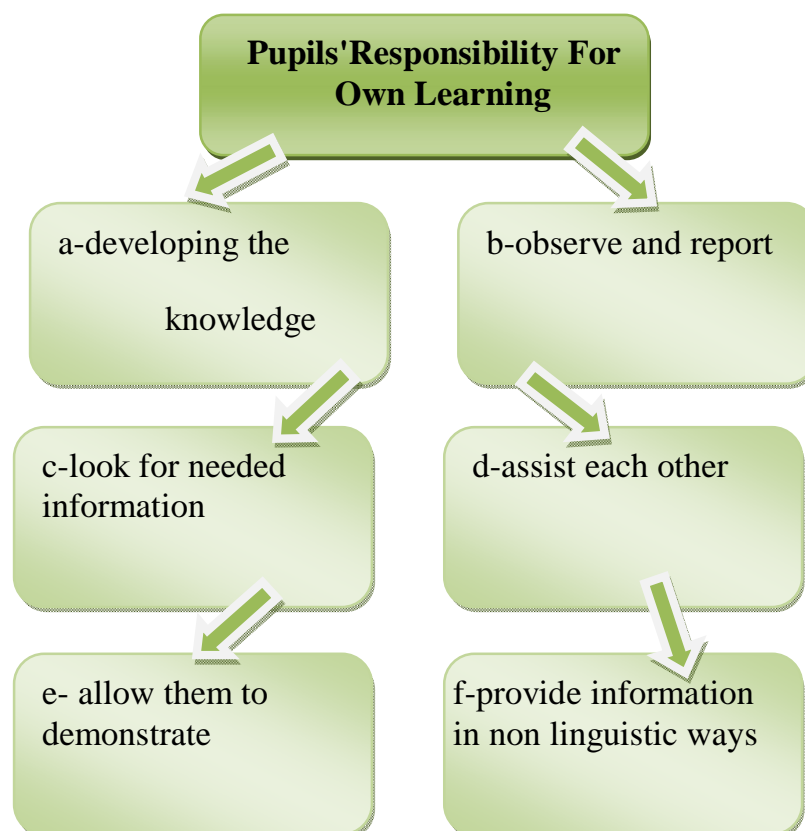 Pupils'Responsibility For
Own Learning
a-developing the
knowledge
b-observe and report
c-look for needed
information
d-assist each other
e- allow them to
demonstrate
f-provide information
in non linguistic ways